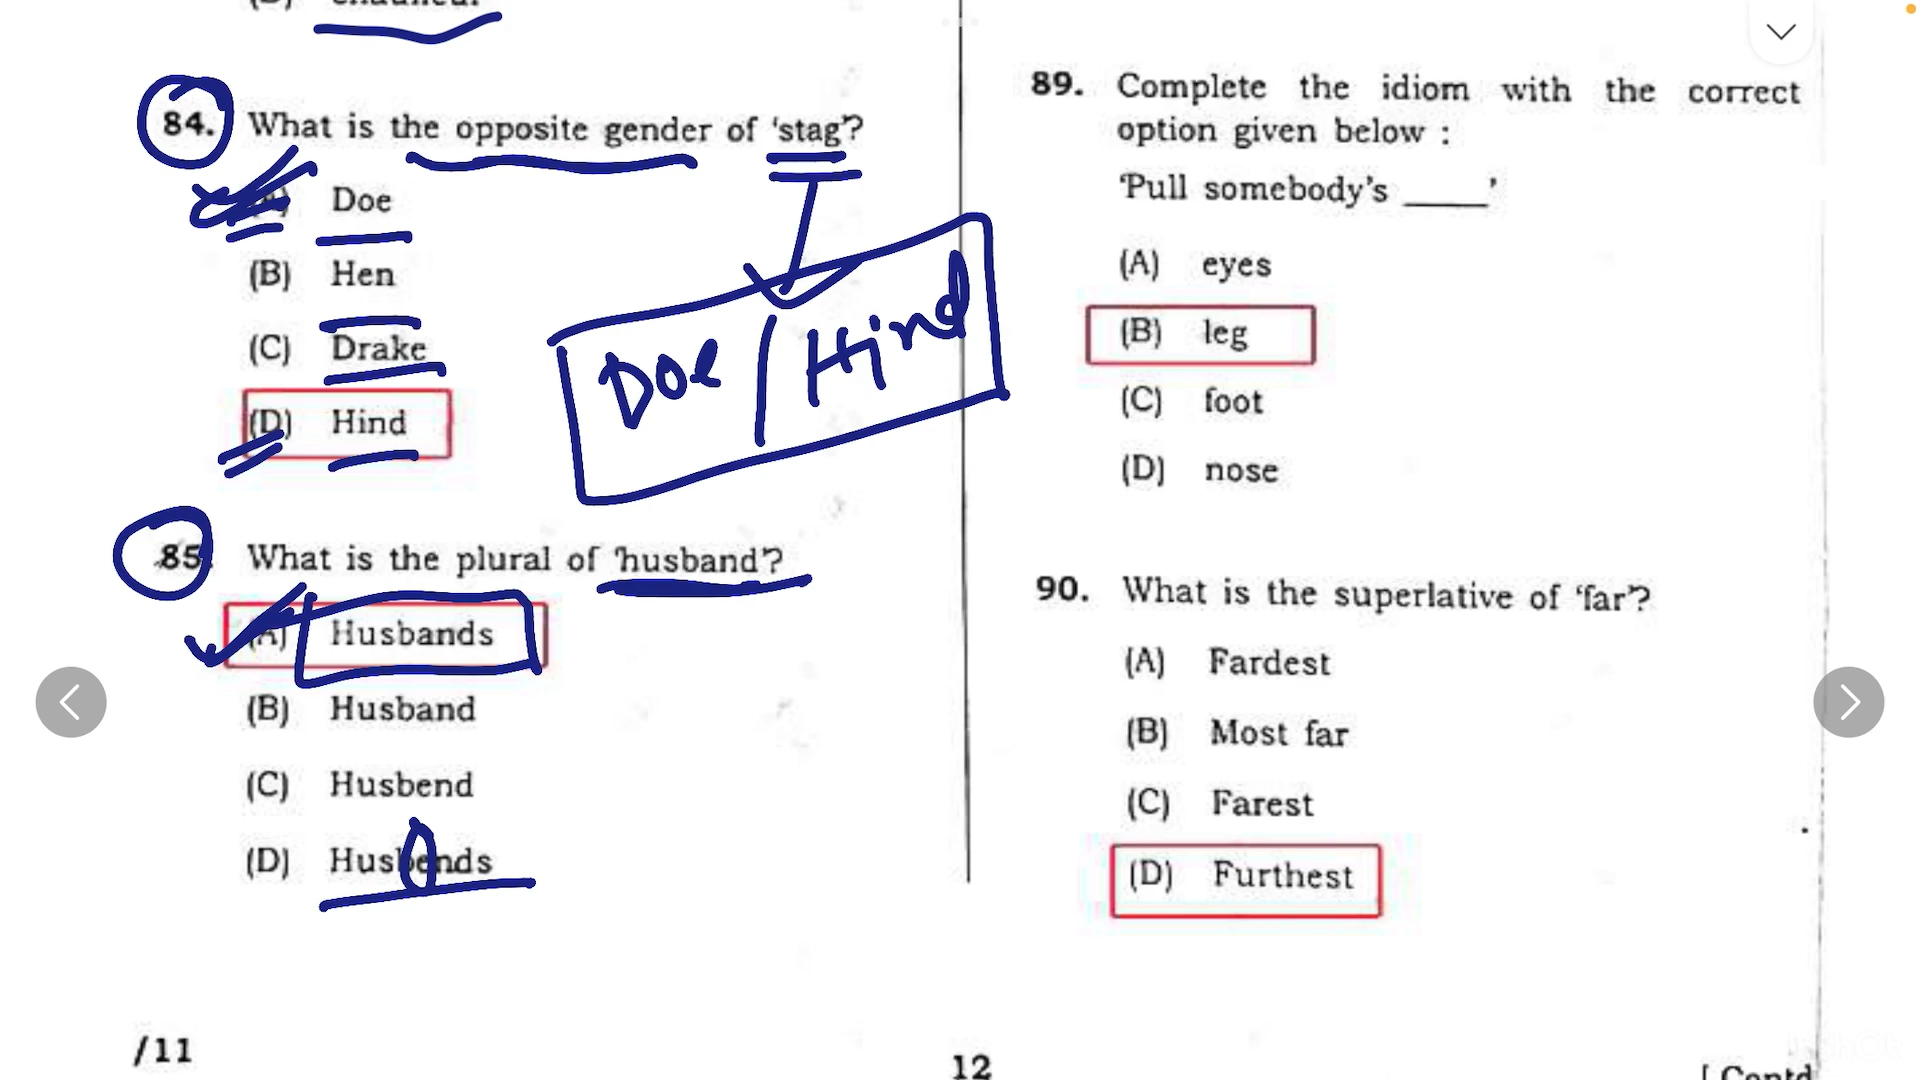 84. What is the opposite gender of 'stag'?
(A) Doe
(B) Hen
(C) Drake
(D) Hind
Doe / Hind
85. What is the plural of 'husband'?
(A) Husbands
(B) Husband
(C) Husbend
(D) Husbends
/11
12
89. Complete the idiom with the correct
option given below :
'Pull somebody's ____'
(A) eyes
(B) leg
(C) foot
(D) nose
90. What is the superlative of 'far'?
(A) Fardest
(B) Most far
(C) Farest
(D) Furthest
[ Contd